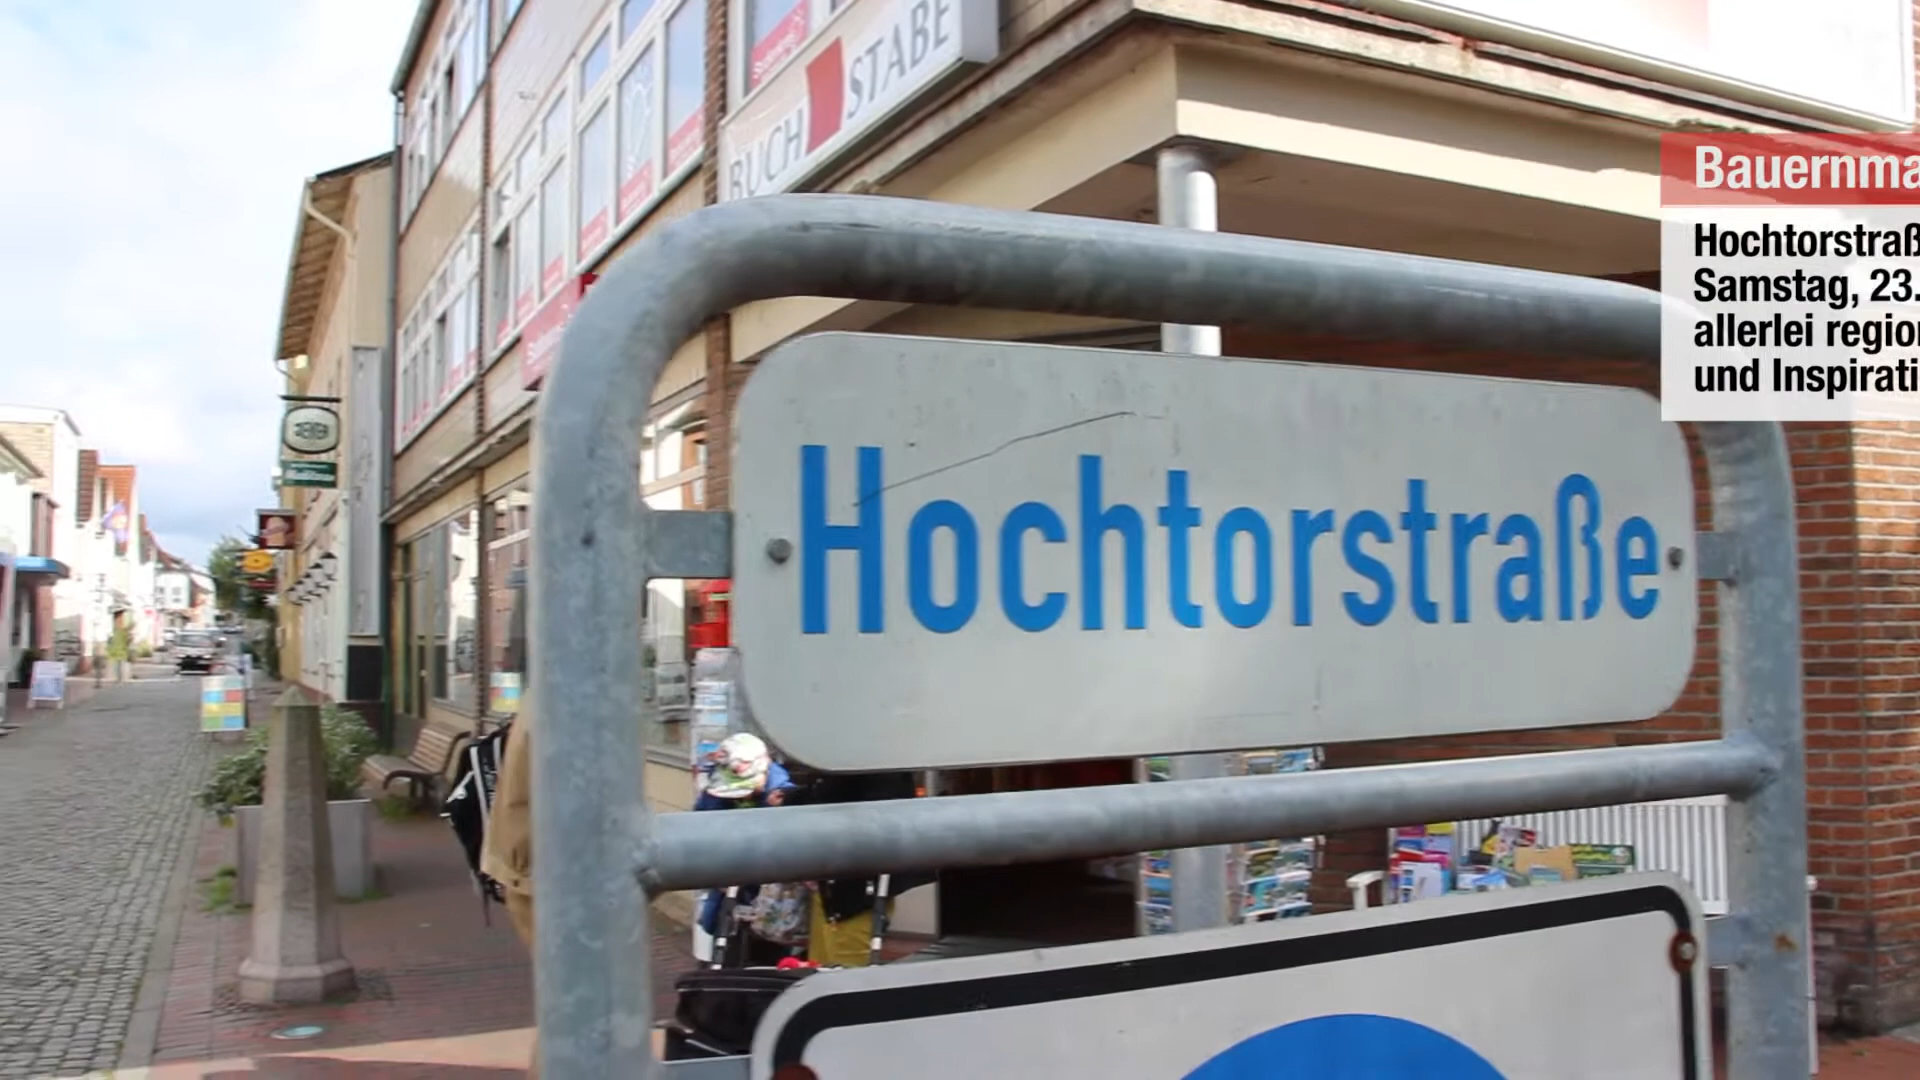 BUCH STABE
Bauernma
Hochtorstraß
Samstag, 23.
allerlei region
und Inspirati
Hochtorstraße